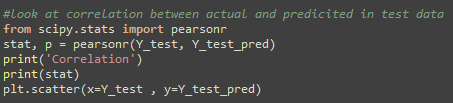 #look at correlation between actual and predicited in test data
from scipy.stats import pearsonr
stat, p = pearsonr(Y_test, Y_test_pred)
print('Correlation')
print(stat)
plt.scatter(x=Y_test , y=Y_test_pred)